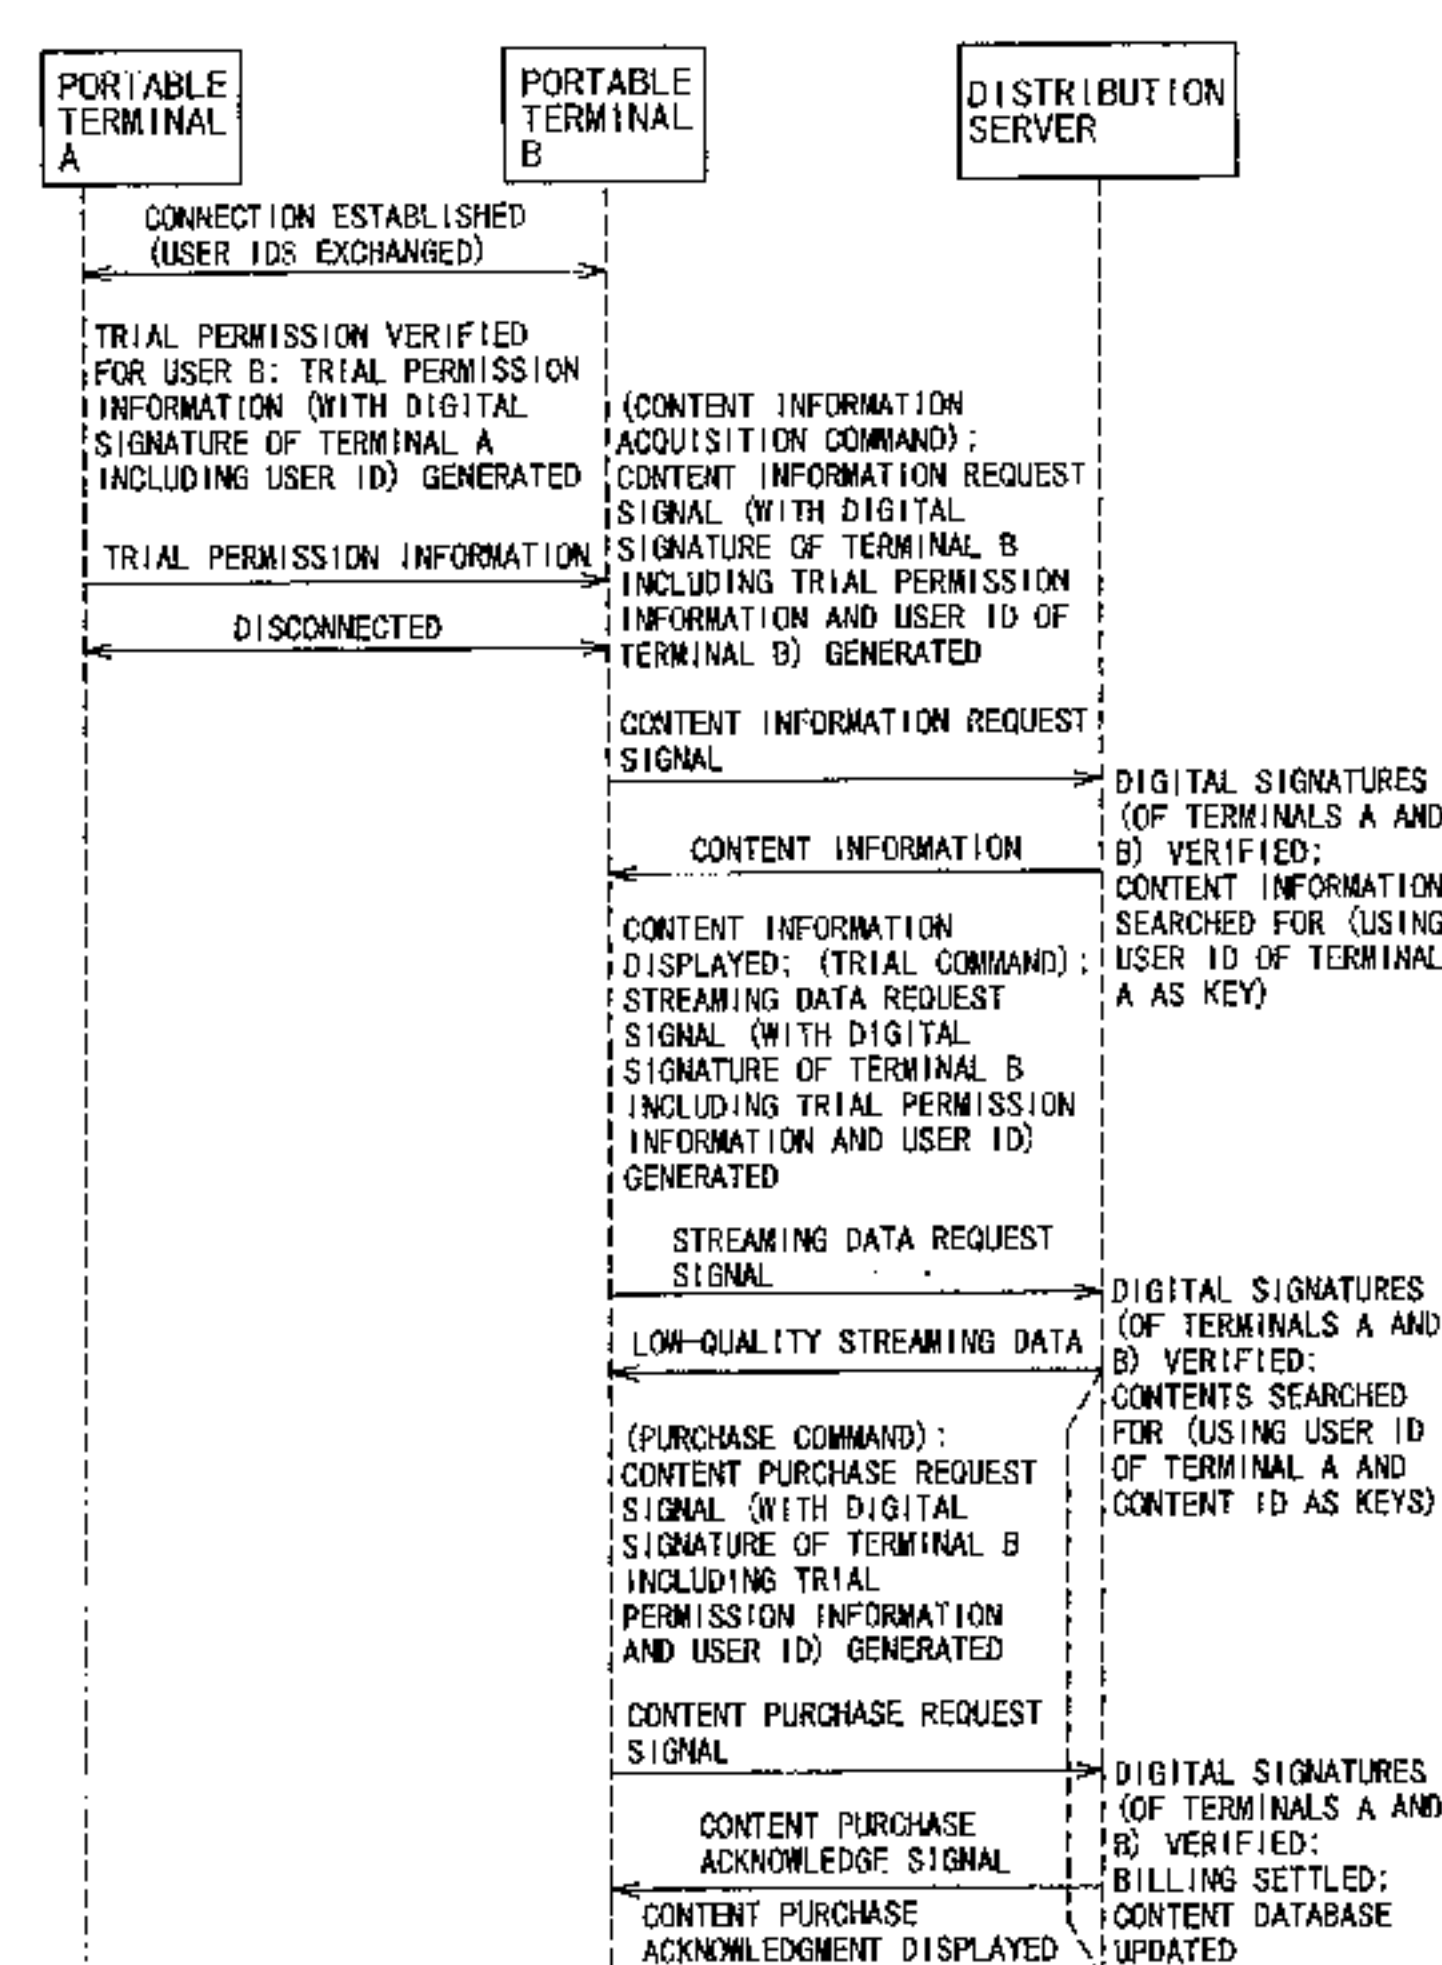 PORTABLE
TERMINAL
A
PORTABLE
TERMINAL
B
DISTRIBUTION
SERVER
CONNECTION ESTABLISHED
(USER IDS EXCHANGED)
TRIAL PERMISSION VERIFIED
FOR USER B; TRIAL PERMISSION
INFORMATION (WITH DIGITAL
SIGNATURE OF TERMINAL A
INCLUDING USER ID) GENERATED
TRIAL PERMISSION INFORMATION
DISCONNECTED
(CONTENT INFORMATION
ACQUISITION COMMAND);
CONTENT INFORMATION REQUEST
SIGNAL (WITH DIGITAL
SIGNATURE OF TERMINAL B
INCLUDING TRIAL PERMISSION
INFORMATION AND USER ID OF
TERMINAL B) GENERATED
CONTENT INFORMATION REQUEST
SIGNAL
DIGITAL SIGNATURES
(OF TERMINALS A AND
B) VERIFIED;
CONTENT INFORMATION
SEARCHED FOR (USING
USER ID OF TERMINAL
A AS KEY)
CONTENT INFORMATION
CONTENT INFORMATION
DISPLAYED; (TRIAL COMMAND);
STREAMING DATA REQUEST
SIGNAL (WITH DIGITAL
SIGNATURE OF TERMINAL B
INCLUDING TRIAL PERMISSION
INFORMATION AND USER ID)
GENERATED
STREAMING DATA REQUEST
SIGNAL
DIGITAL SIGNATURES
(OF TERMINALS A AND
B) VERIFIED;
CONTENTS SEARCHED
FOR (USING USER ID
OF TERMINAL A AND
CONTENT ID AS KEYS)
LOW-QUALITY STREAMING DATA
(PURCHASE COMMAND);
CONTENT PURCHASE REQUEST
SIGNAL (WITH DIGITAL
SIGNATURE OF TERMINAL B
INCLUDING TRIAL
PERMISSION INFORMATION
AND USER ID) GENERATED
CONTENT PURCHASE REQUEST
SIGNAL
DIGITAL SIGNATURES
(OF TERMINALS A AND
B) VERIFIED;
BILLING SETTLED;
CONTENT DATABASE
UPDATED
CONTENT PURCHASE
ACKNOWLEDGE SIGNAL
CONTENT PURCHASE
ACKNOWLEDGMENT DISPLAYED